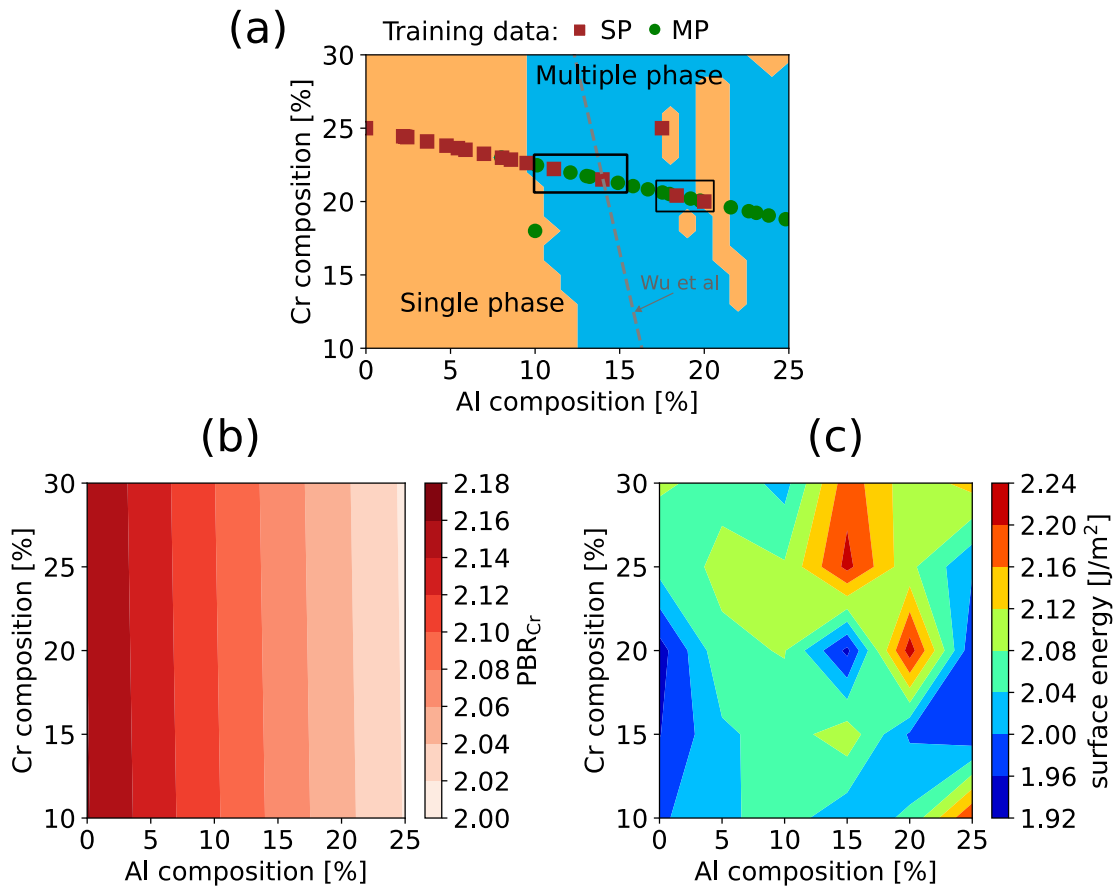 (a)
Training data: SP MP
30
25
20
15
10
Cr composition [%]
Multiple phase
Single phase
Wu et al
0 5 10 15 20 25
Al composition [%]
(b)
30
25
20
15
10
Cr composition [%]
0 5 10 15 20 25
Al composition [%]
2.18
2.16
2.14
2.12
2.10
2.08
2.06
2.04
2.02
2.00
PBR_Cr
(c)
30
25
20
15
10
Cr composition [%]
0 5 10 15 20 25
Al composition [%]
2.24
2.20
2.16
2.12
2.08
2.04
2.00
1.96
1.92
surface energy [J/m²]